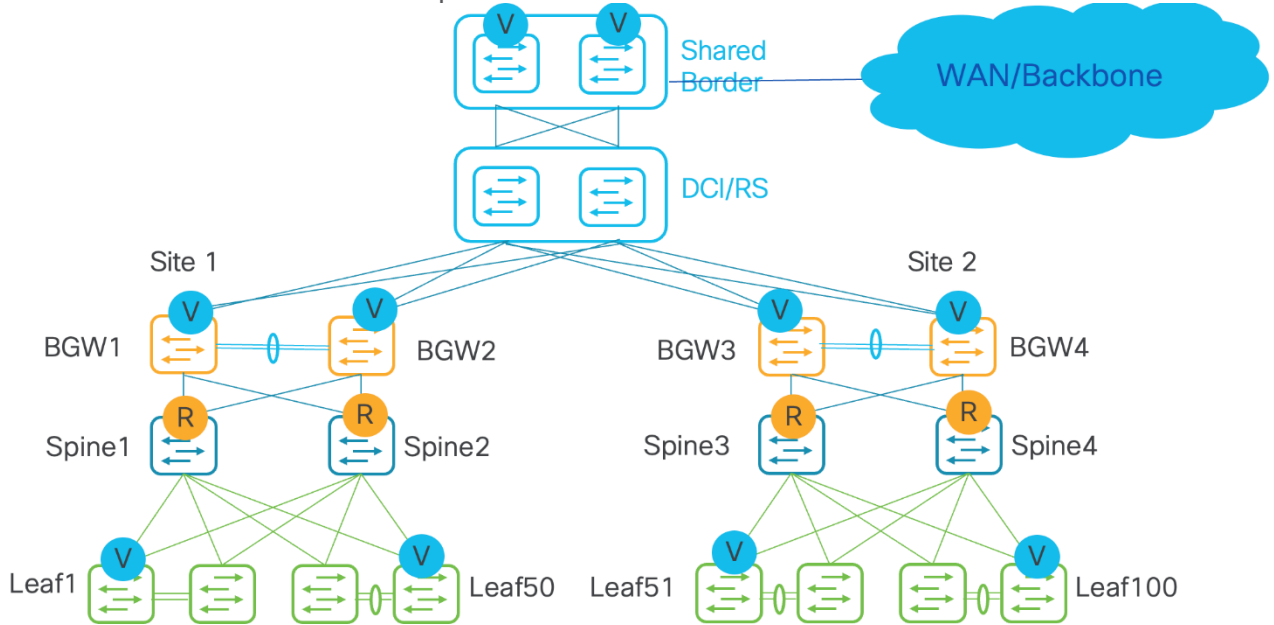 V
V
Shared
Border
WAN/Backbone
DCI/RS
Site 1
Site 2
V
V
V
V
BGW1
BGW2
BGW3
BGW4
R
R
R
R
Spine1
Spine2
Spine3
Spine4
V
V
V
V
Leaf1
Leaf50
Leaf51
Leaf100